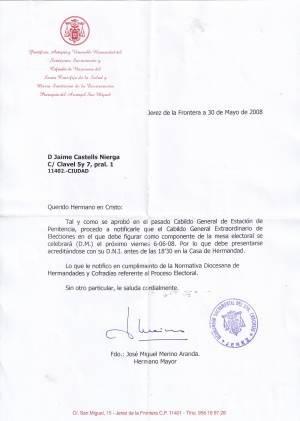 Pontificia, Antigua y Venerable Hermandad del
Santísimo Sacramento y
Cofradía de Nazarenos del
Santo Crucifijo de la Salud y
María Santísima de la Encarnación
Parroquia del Arcángel San Miguel
Jerez de la Frontera a 30 de Mayo de 2008
D Jaime Castells Nierga
C/ Clavel 5y 7, pral. 1
11402.-CIUDAD
Querido Hermano en Cristo:
Tal y como se aprobó en el pasado Cabildo General de Estación de
Penitencia, procedo a notificarle que el Cabildo General Extraordinario de
Elecciones en el que debe figurar como componente de la mesa electoral se
celebrará (D.M.) el próximo viernes 6-06-08. Por lo que debe presentarse
acreditándose con su D.N.I. antes de las 18'30 en la Casa de Hermandad.
Lo que le notifico en cumplimiento de la Normativa Diocesana de
Hermandades y Cofradías referente al Proceso Electoral.
Sin otro particular, le saluda cordialmente.
Fdo.: José Miguel Merino Aranda.
Hermano Mayor
C/. San Miguel, 15 - Jerez de la Frontera C.P. 11401 - Tfno. 956 16 97 26